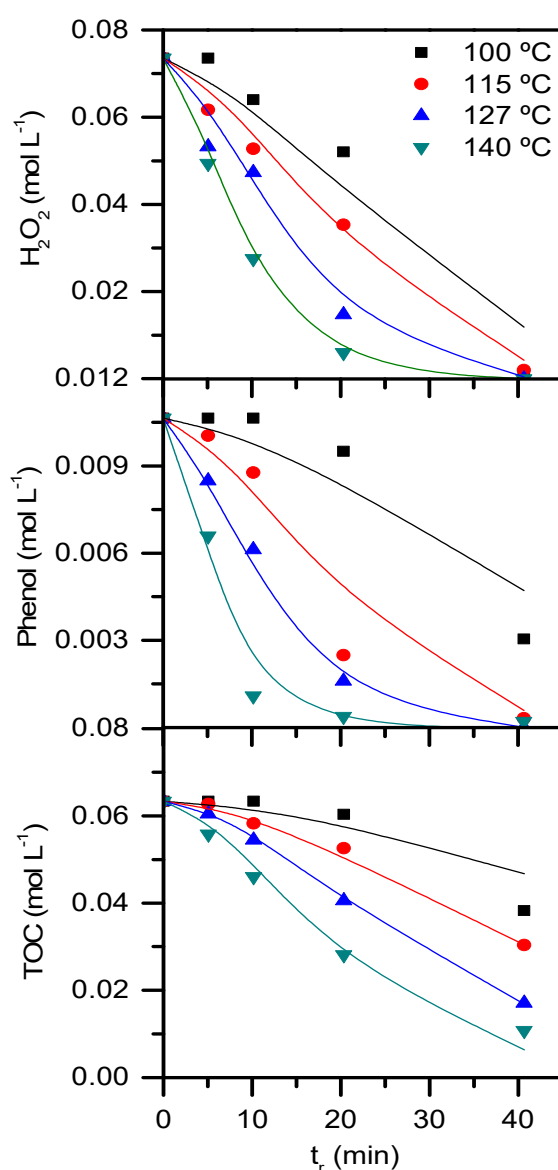 0.08
100 ºC
115 ºC
127 ºC
140 ºC
0.06
0.04
0.02
0.012
H₂O₂ (mol L⁻¹)
0.009
0.006
0.003
0.08
Phenol (mol L⁻¹)
0.06
0.04
0.02
0.00
TOC (mol L⁻¹)
0 10 20 30 40
tᵣ (min)